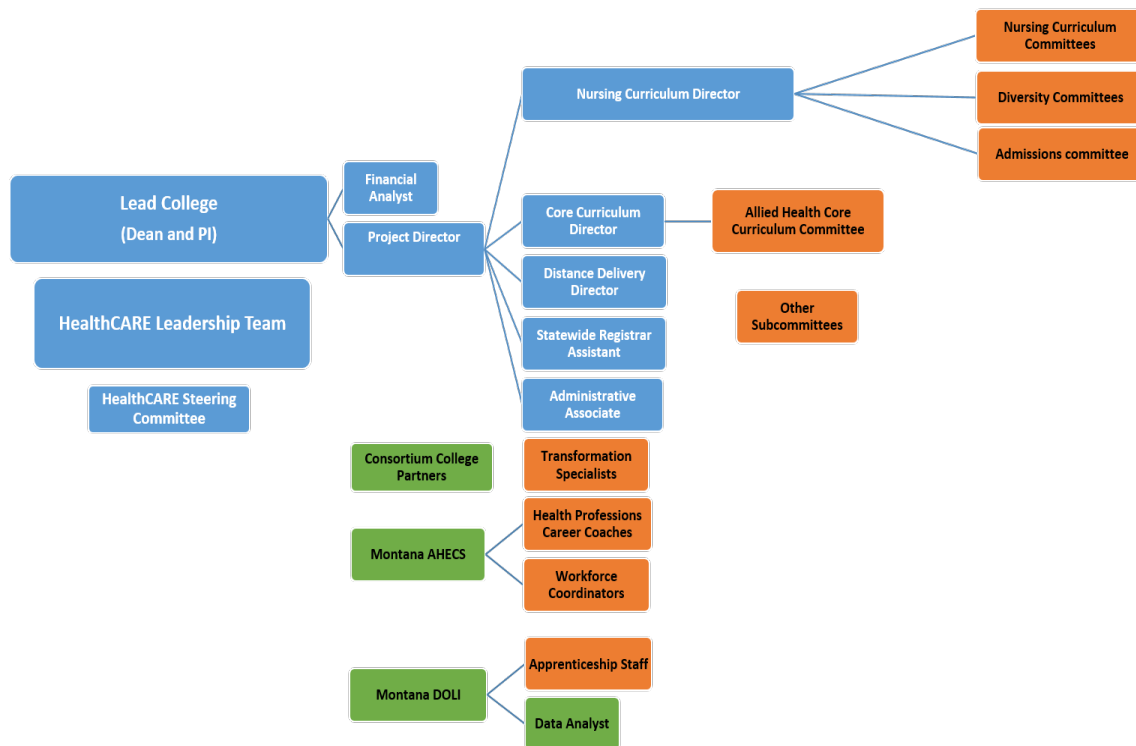 Lead College
(Dean and PI)
HealthCARE Leadership Team
HealthCARE Steering
Committee
Financial
Analyst
Project Director
Nursing Curriculum Director
Core Curriculum
Director
Distance Delivery
Director
Statewide Registrar
Assistant
Administrative
Associate
Nursing Curriculum
Committees
Diversity Committees
Admissions committee
Allied Health Core
Curriculum Committee
Other
Subcommittees
Consortium College
Partners
Transformation
Specialists
Montana AHECS
Health Professions
Career Coaches
Workforce
Coordinators
Montana DOLI
Apprenticeship Staff
Data Analyst